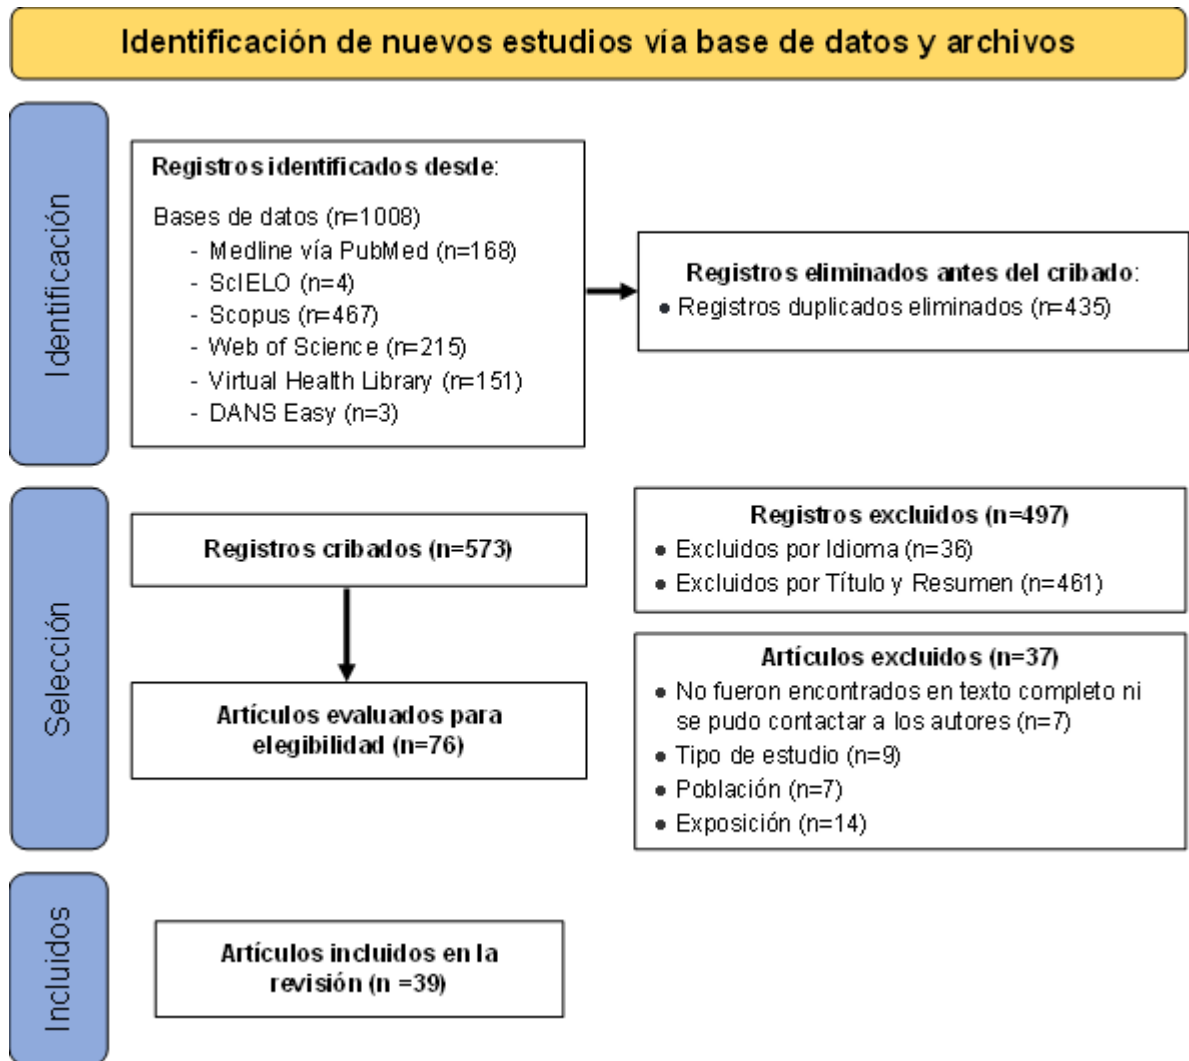 Identificación de nuevos estudios vía base de datos y archivos
Identificación
Registros identificados desde:
Bases de datos (n=1008)
- Medline vía PubMed (n=168)
- ScIELO (n=4)
- Scopus (n=467)
- Web of Science (n=215)
- Virtual Health Library (n=151)
- DANS Easy (n=3)
Registros eliminados antes del cribado:
• Registros duplicados eliminados (n=435)
Selección
Registros cribados (n=573)
Registros excluidos (n=497)
• Excluidos por Idioma (n=36)
• Excluidos por Título y Resumen (n=461)
Artículos evaluados para
elegibilidad (n=76)
Artículos excluidos (n=37)
• No fueron encontrados en texto completo ni
se pudo contactar a los autores (n=7)
• Tipo de estudio (n=9)
• Población (n=7)
• Exposición (n=14)
Incluidos
Artículos incluidos en la
revisión (n =39)